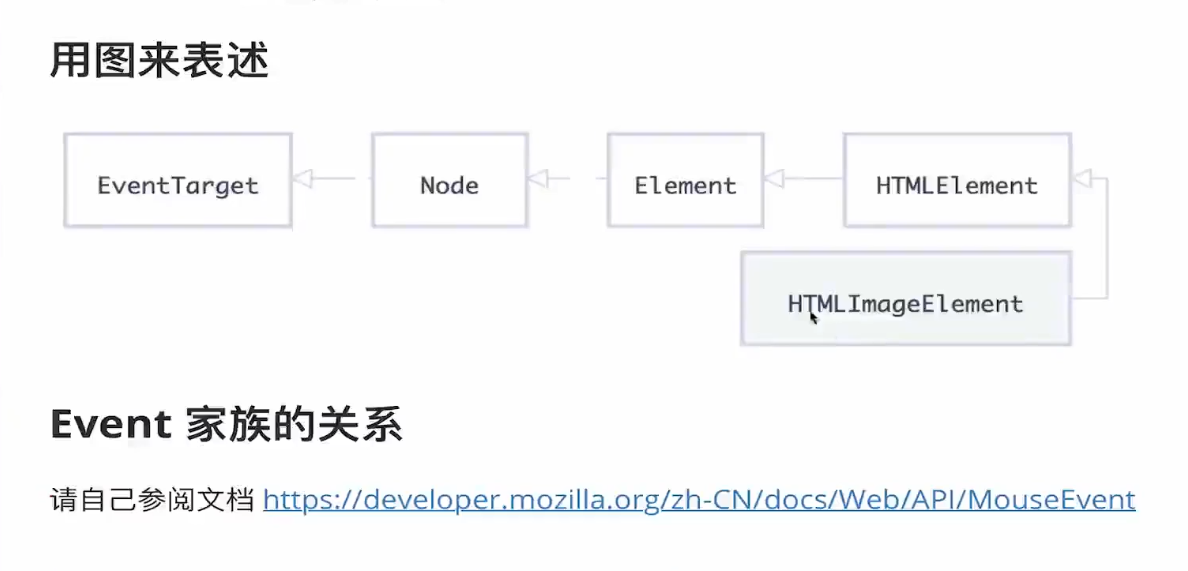 用图来表述
EventTarget
Node
Element
HTMLElement
HTMLImageElement
Event 家族的关系
请自己参阅文档 https://developer.mozilla.org/zh-CN/docs/Web/API/MouseEvent